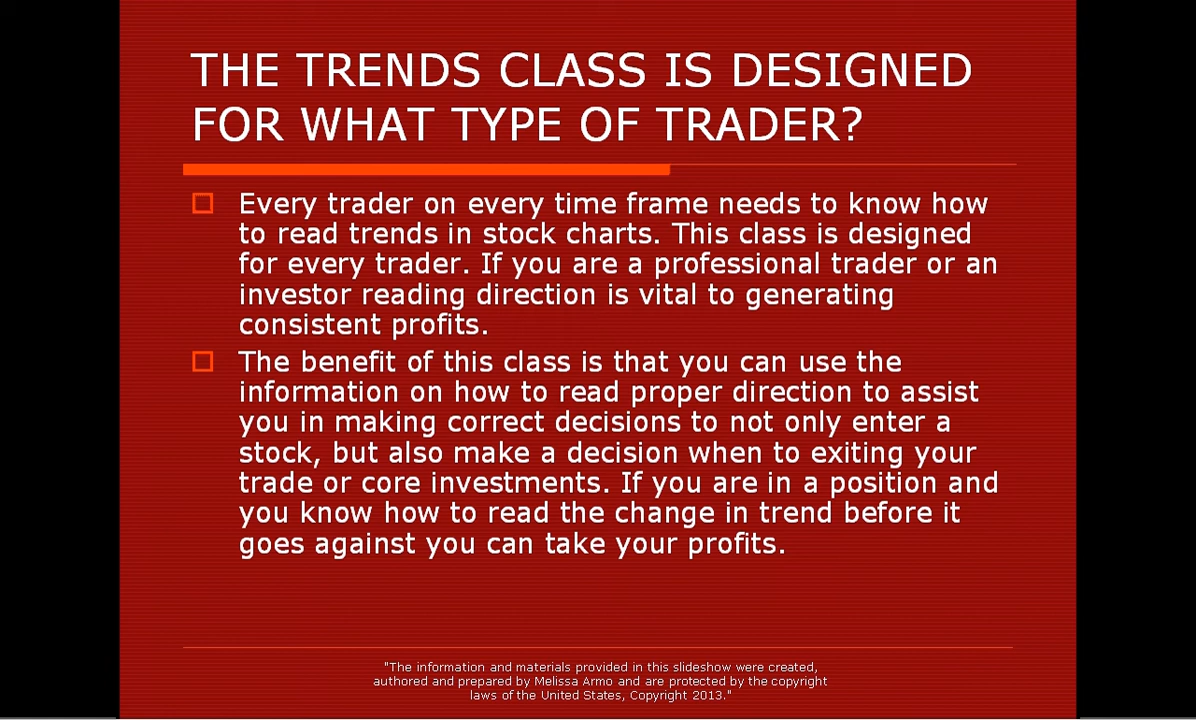 THE TRENDS CLASS IS DESIGNED
FOR WHAT TYPE OF TRADER?
Every trader on every time frame needs to know how
to read trends in stock charts. This class is designed
for every trader. If you are a professional trader or an
investor reading direction is vital to generating
consistent profits.
The benefit of this class is that you can use the
information on how to read proper direction to assist
you in making correct decisions to not only enter a
stock, but also make a decision when to exiting your
trade or core investments. If you are in a position and
you know how to read the change in trend before it
goes against you can take your profits.
"The information and materials provided in this slideshow were created,
authored and prepared by Melissa Armo and are protected by the copyright
laws of the United States, Copyright 2013."